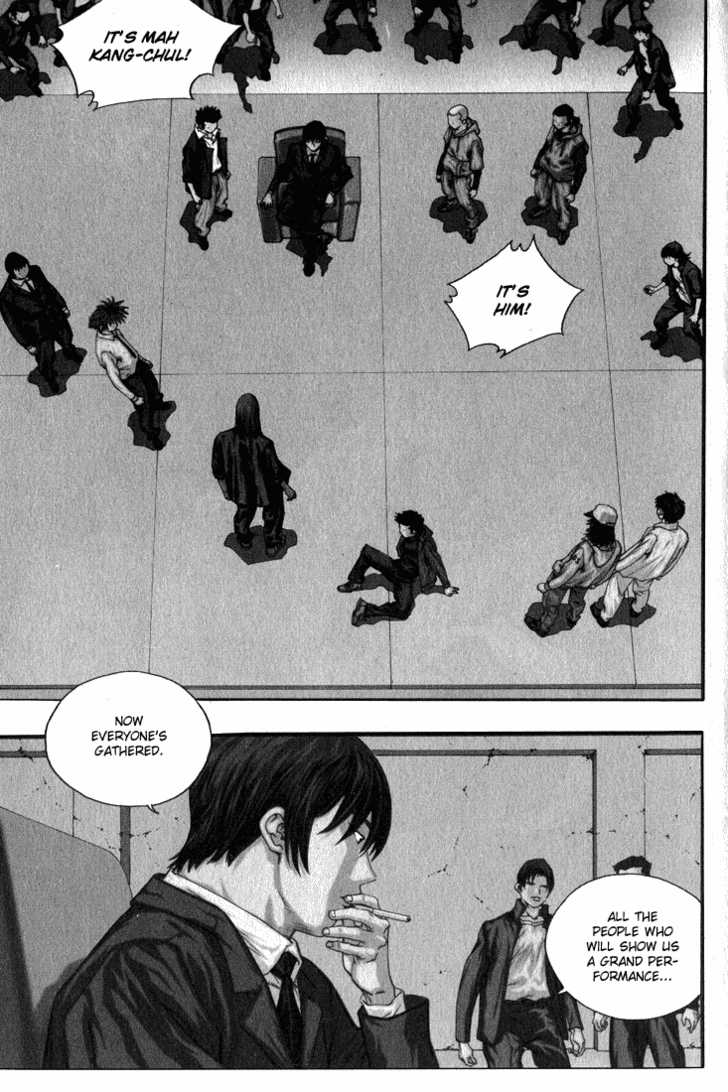 IT'S MAH
KANG-CHUL!
IT'S
HIM!
NOW
EVERYONE'S
GATHERED.
ALL THE
PEOPLE WHO
WILL SHOW US
A GRAND PER-
FORMANCE...